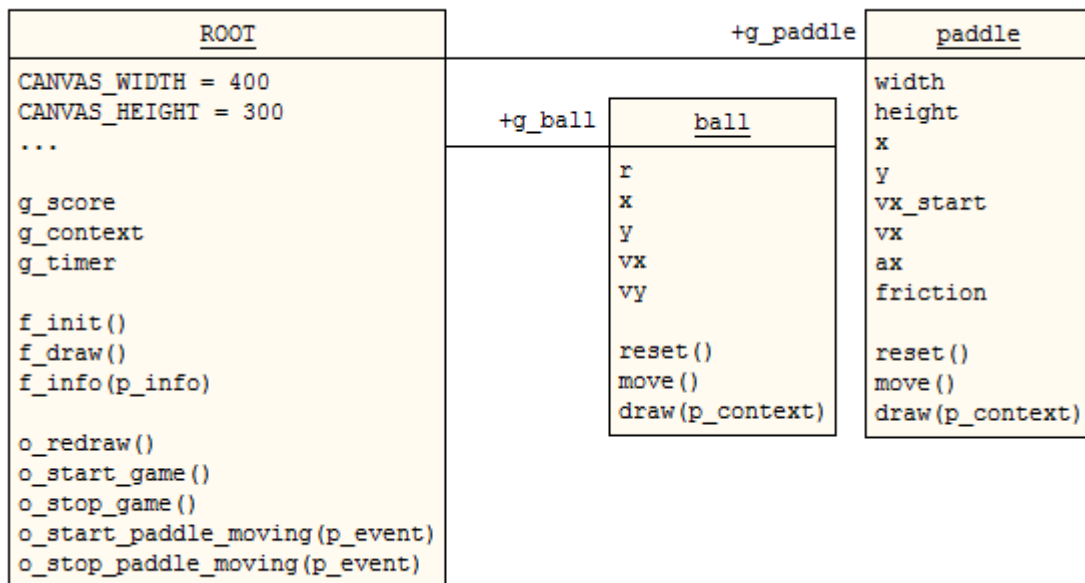 ROOT
CANVAS_WIDTH = 400
CANVAS_HEIGHT = 300
...
g_score
g_context
g_timer
f_init()
f_draw()
f_info(p_info)
o_redraw()
o_start_game()
o_stop_game()
o_start_paddle_moving(p_event)
o_stop_paddle_moving(p_event)
+g_ball
ball
r
x
y
vx
vy
reset()
move()
draw(p_context)
+g_paddle
paddle
width
height
x
y
vx_start
vx
ax
friction
reset()
move()
draw(p_context)